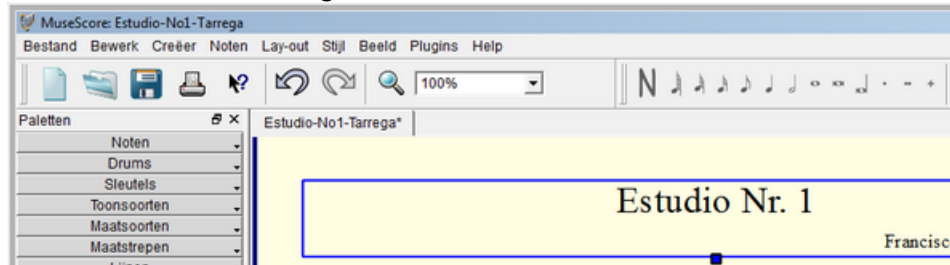 MuseScore: Estudio-No1-Tarrega
Bestand Bewerk Creëer Noten Lay-out Stijl Beeld Plugins Help
100%
N
Paletten
Estudio-No1-Tarrega*
Noten
Drums
Sleutels
Toonsoorten
Maatsoorten
Maatstrepen
Estudio Nr. 1
Francisc